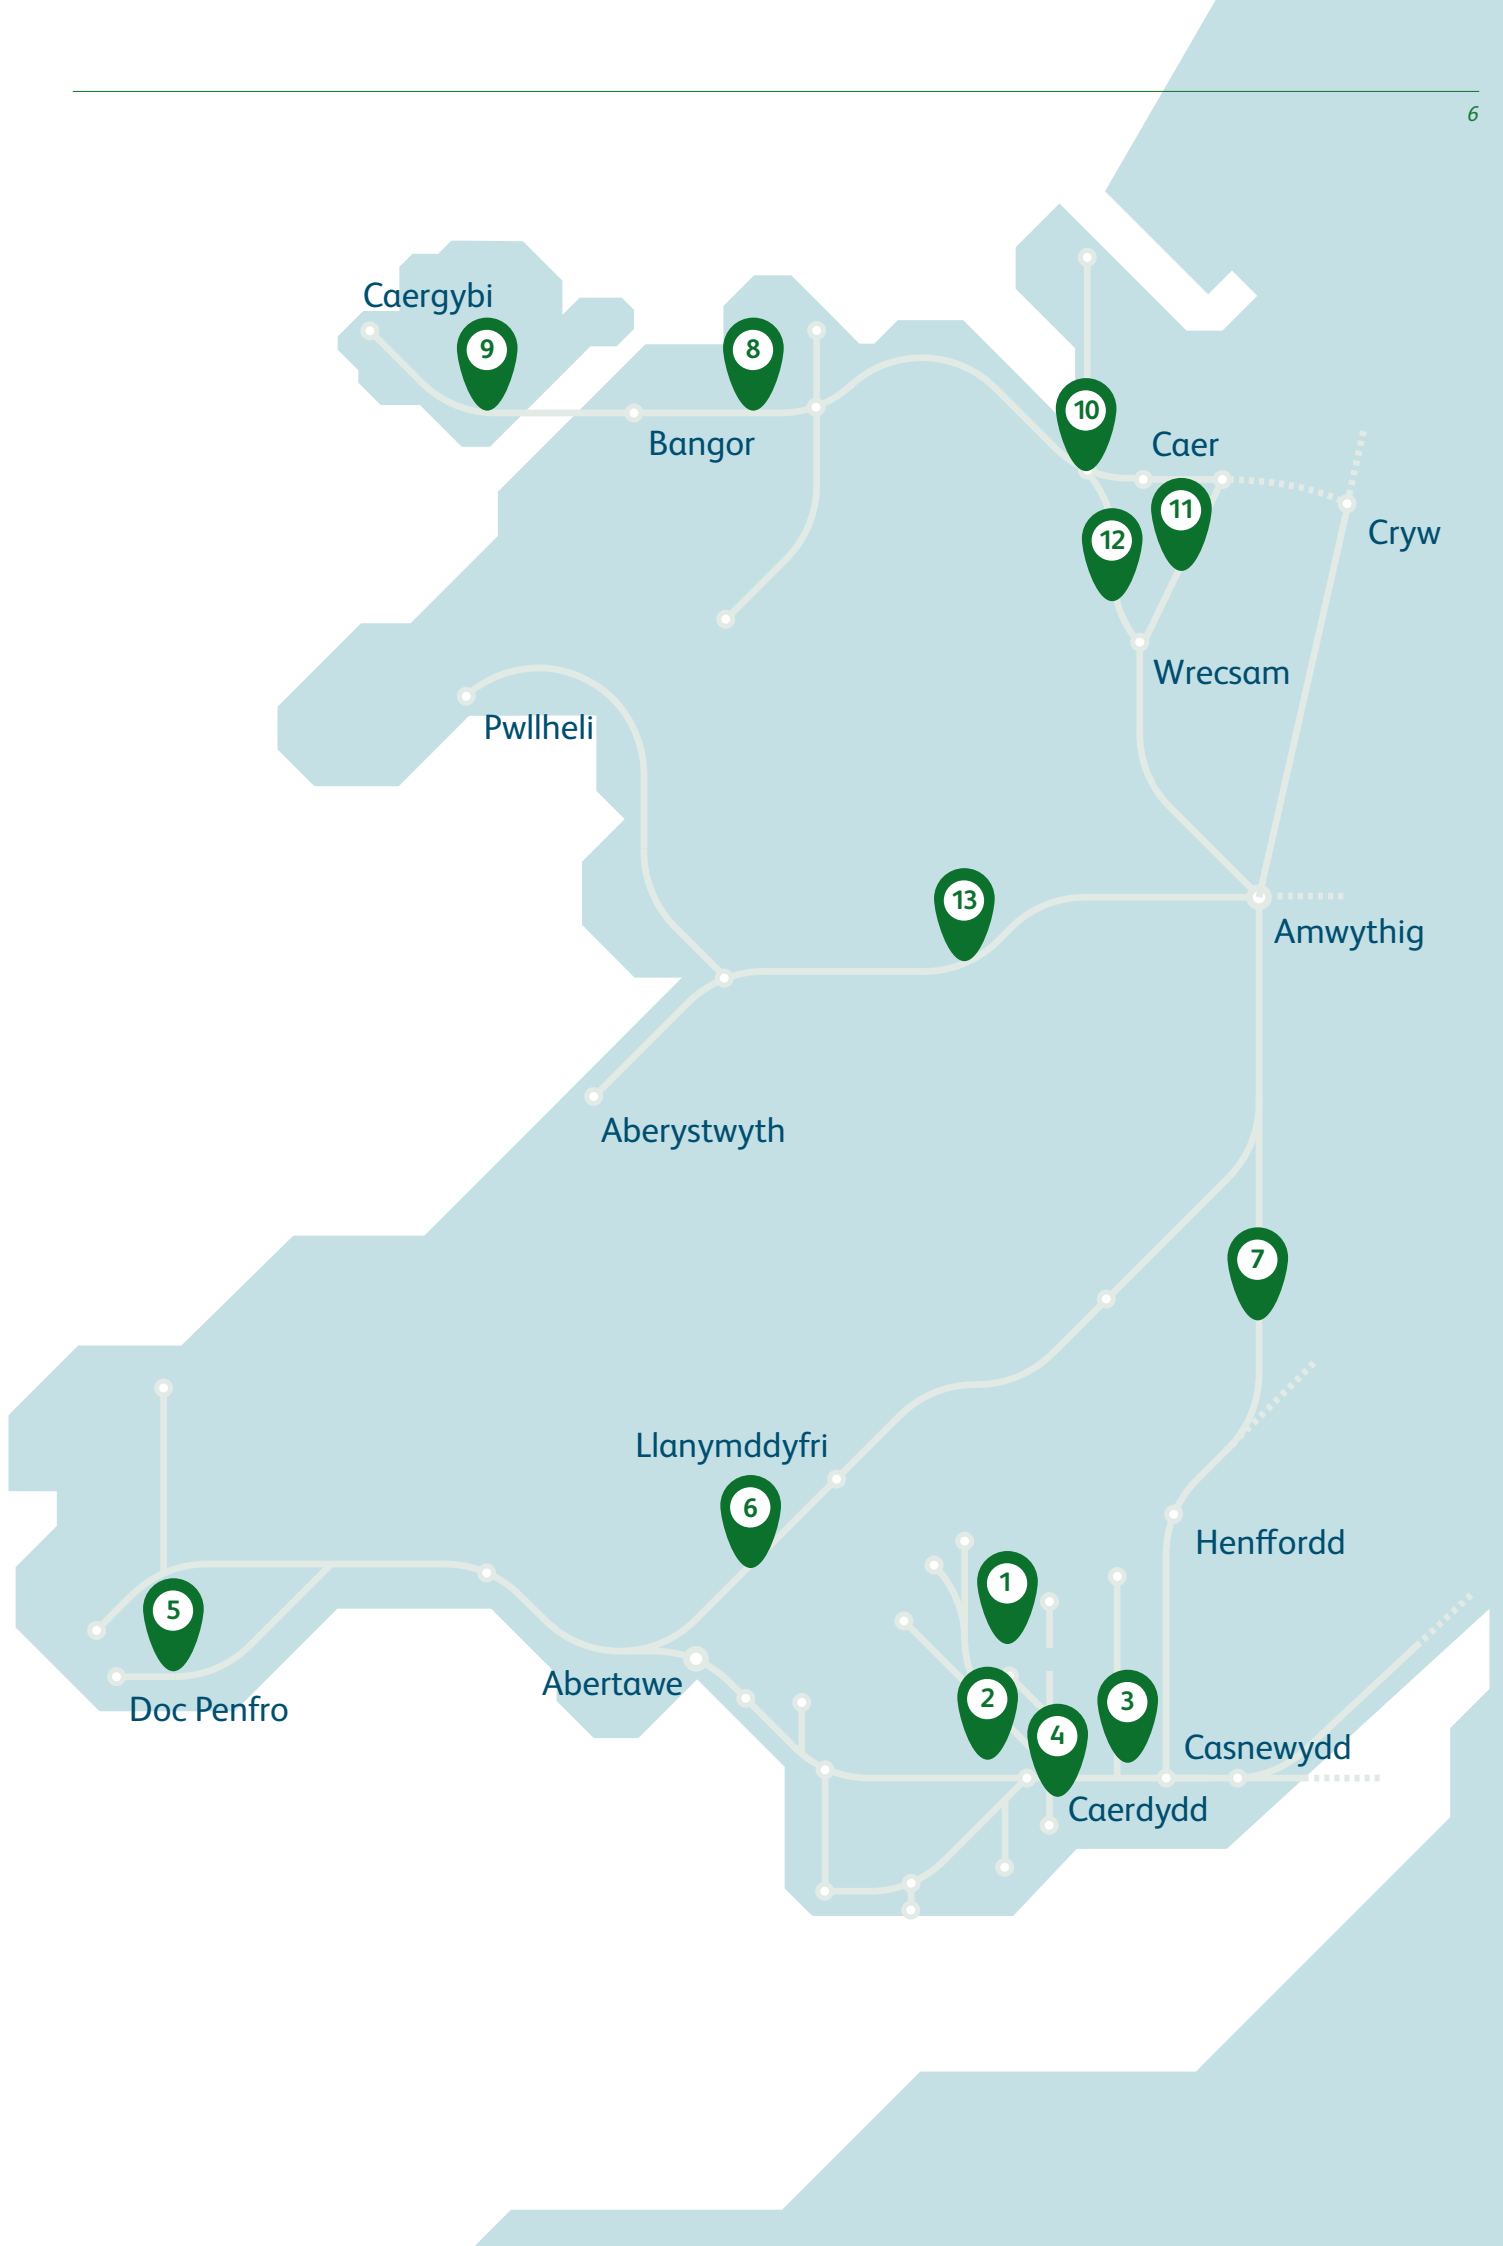 6
Caergybi
9
8
Bangor
10
Caer
11
12
Cryw
Wrecsam
Pwllheli
13
Amwythig
Aberystwyth
7
Llanymddyfri
6
Henffordd
1
5
Abertawe
2
3
4
Doc Penfro
Casnewydd
Caerdydd